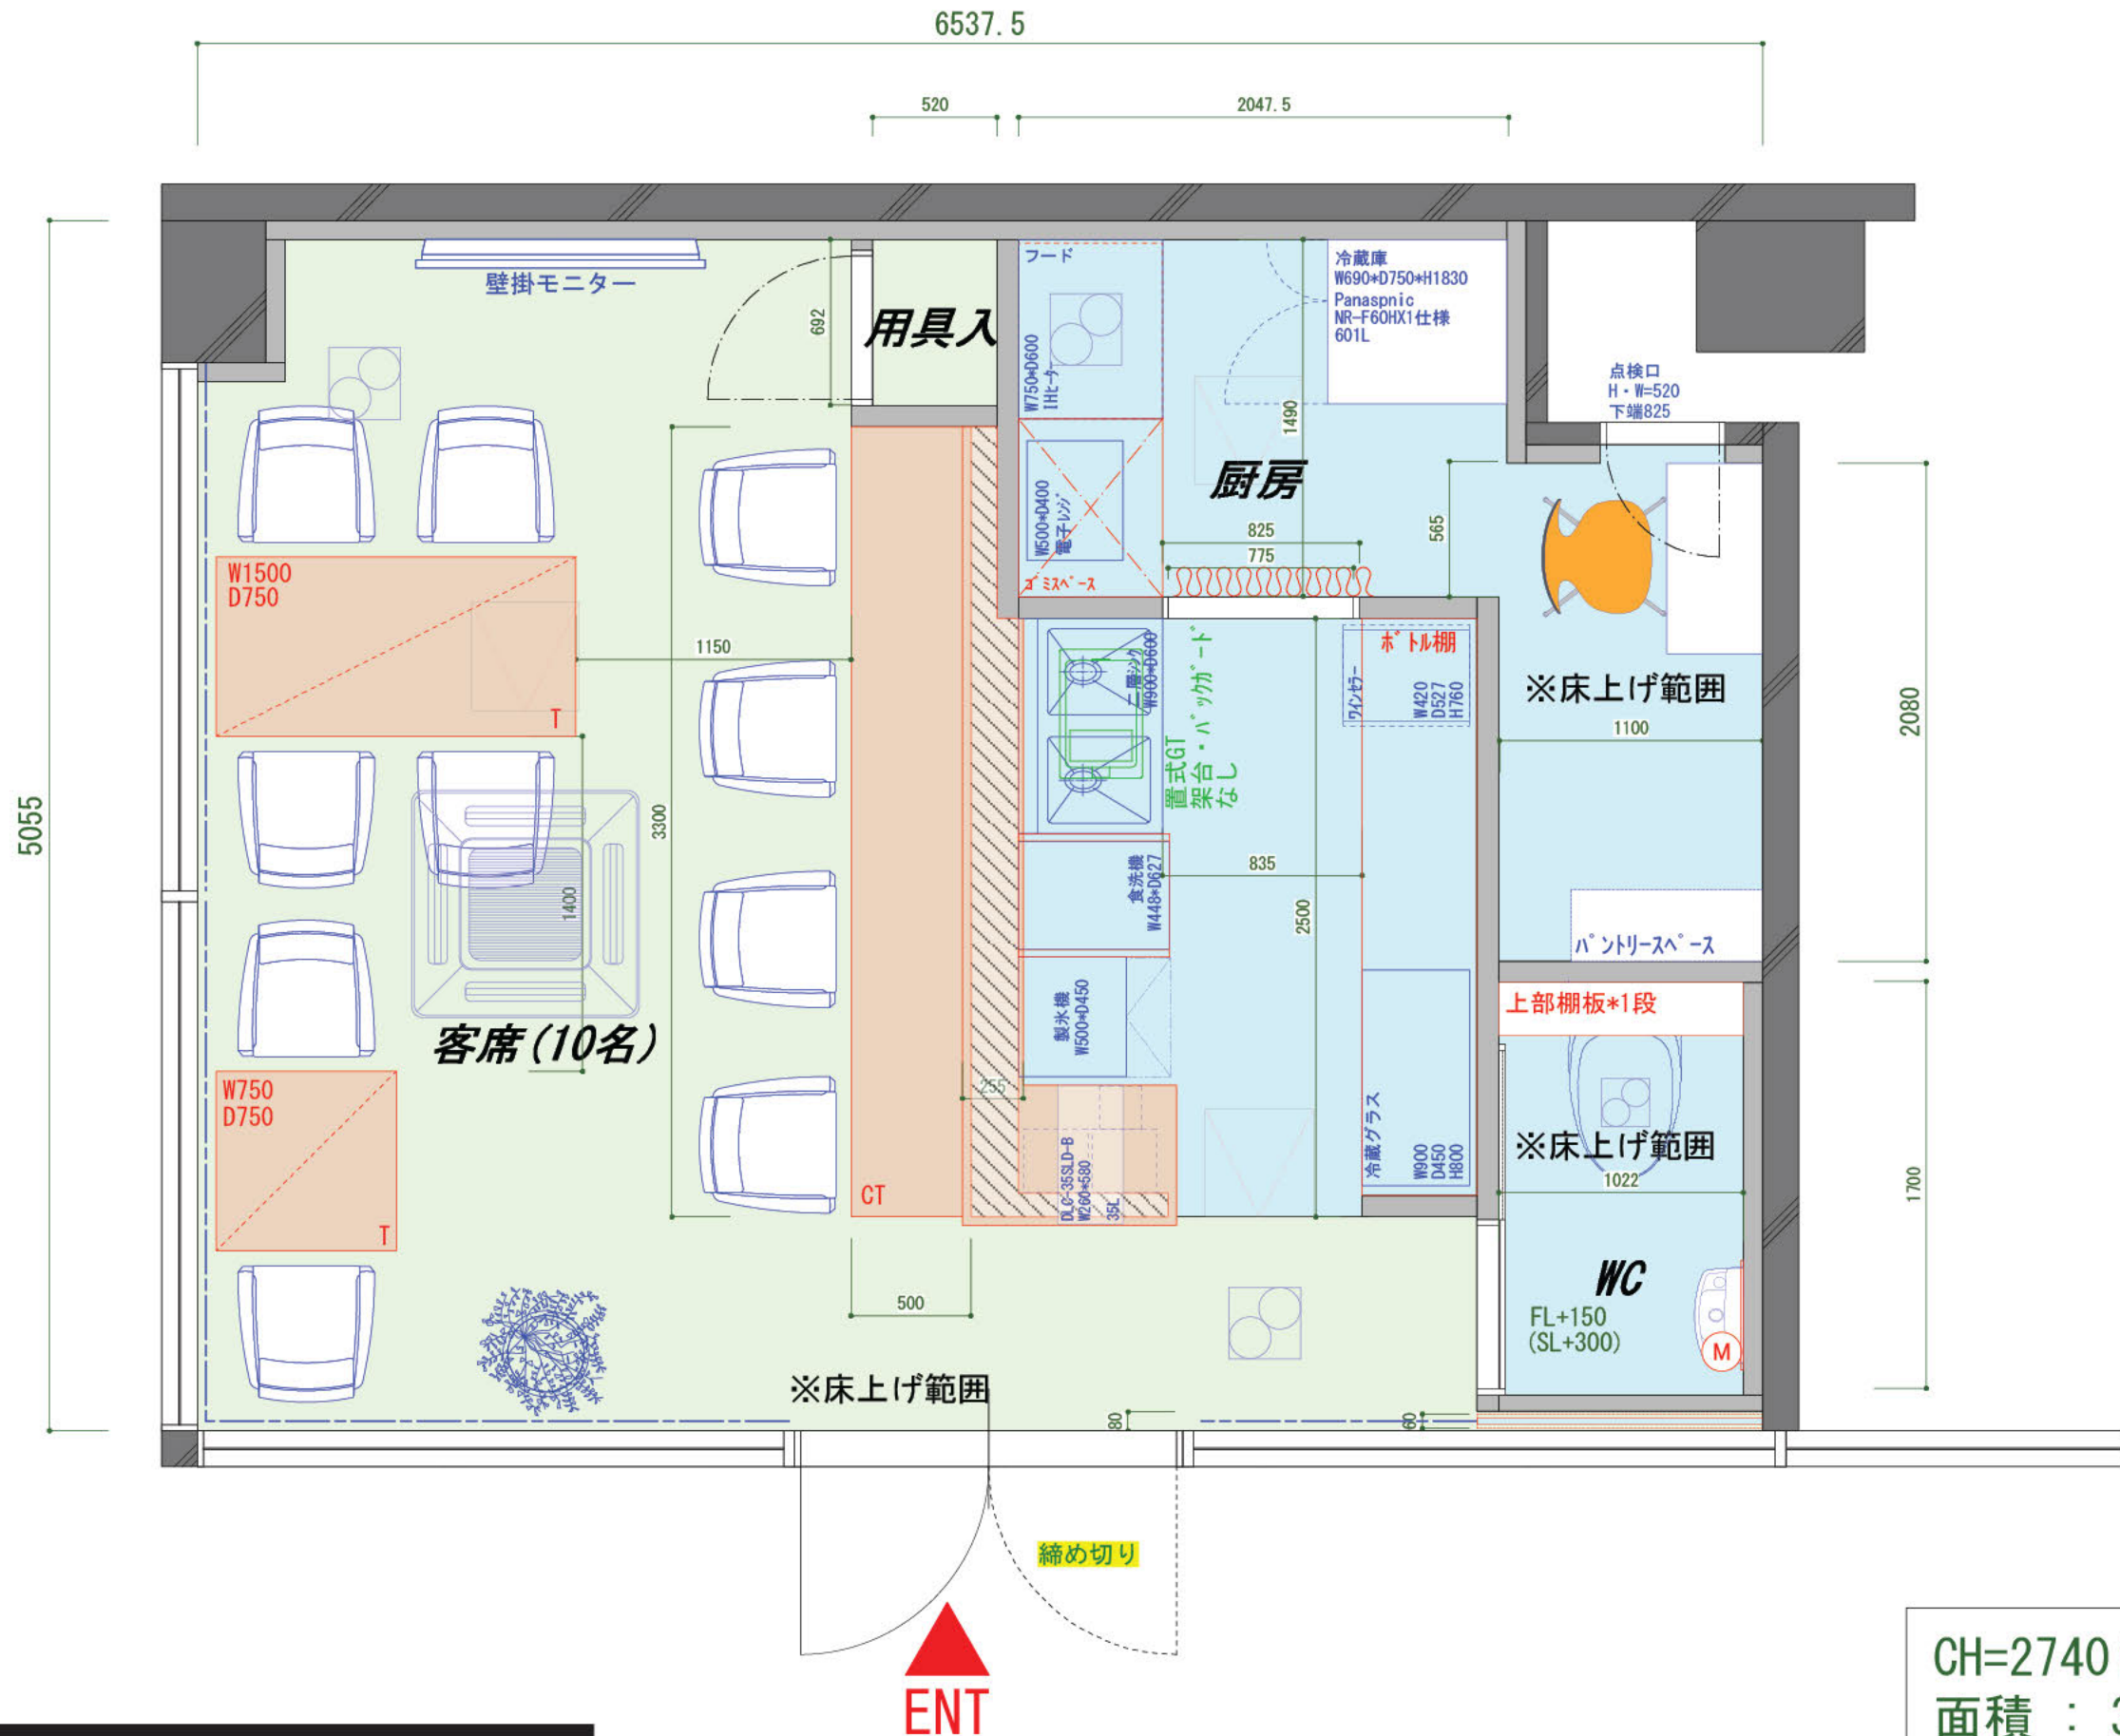 6537.5
520
2047.5
壁掛モニター
692
用具入
フード
W750*D600
IHヒーター
冷蔵庫
W690*D750*H1830
Panaspnic
NR-F60HX1仕様
601L
1490
点検口
H・W=520
下端825
厨房
W500*D400
電子レンジ
ゴミスペース
825
775
565
W1500
D750
T
1150
3300
二層シンク
W900*D600
置式GT
架台・バックガード
なし
ワインセラー
ボトル棚
W420
D527
H760
※床上げ範囲
1100
2080
5055
1400
835
食洗機
W448*D627
2500
パントリースペース
客席(10名)
製氷機
W500*D450
上部棚板*1段
W750
D750
T
255
DLC-35SLD-B
W260*580
35L
冷蔵グラス
W900
D450
H800
※床上げ範囲
1022
1700
CT
500
WC
FL+150
(SL+300)
M
※床上げ範囲
80
60
締め切り
ENT
CH=2740
面積 : 3